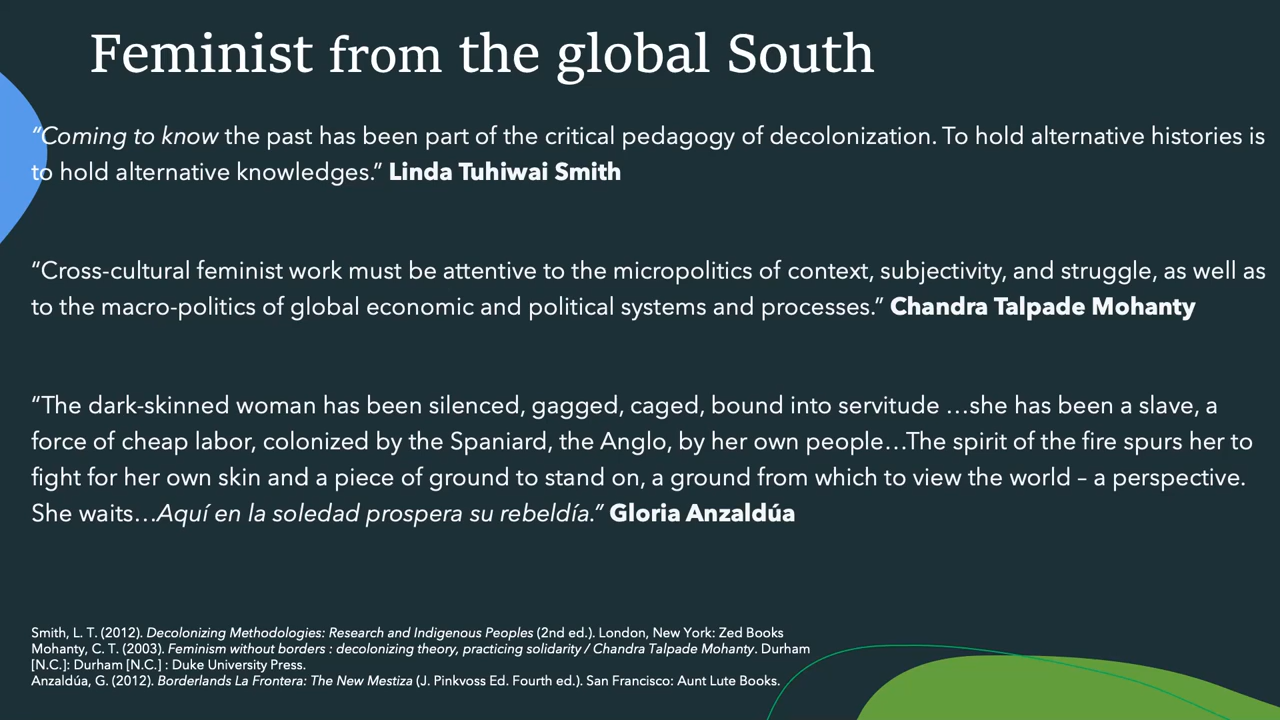 Feminist from the global South
“Coming to know the past has been part of the critical pedagogy of decolonization. To hold alternative histories is
to hold alternative knowledges.” Linda Tuhiwai Smith
“Cross-cultural feminist work must be attentive to the micropolitics of context, subjectivity, and struggle, as well as
to the macro-politics of global economic and political systems and processes.” Chandra Talpade Mohanty
“The dark-skinned woman has been silenced, gagged, caged, bound into servitude …she has been a slave, a
force of cheap labor, colonized by the Spaniard, the Anglo, by her own people…The spirit of the fire spurs her to
fight for her own skin and a piece of ground to stand on, a ground from which to view the world – a perspective.
She waits…Aquí en la soledad prospera su rebeldía.” Gloria Anzaldúa
Smith, L. T. (2012). Decolonizing Methodologies: Research and Indigenous Peoples (2nd ed.). London, New York: Zed Books
Mohanty, C. T. (2003). Feminism without borders : decolonizing theory, practicing solidarity / Chandra Talpade Mohanty. Durham
[N.C.]: Durham [N.C.] : Duke University Press.
Anzaldúa, G. (2012). Borderlands La Frontera: The New Mestiza (J. Pinkvoss Ed. Fourth ed.). San Francisco: Aunt Lute Books.